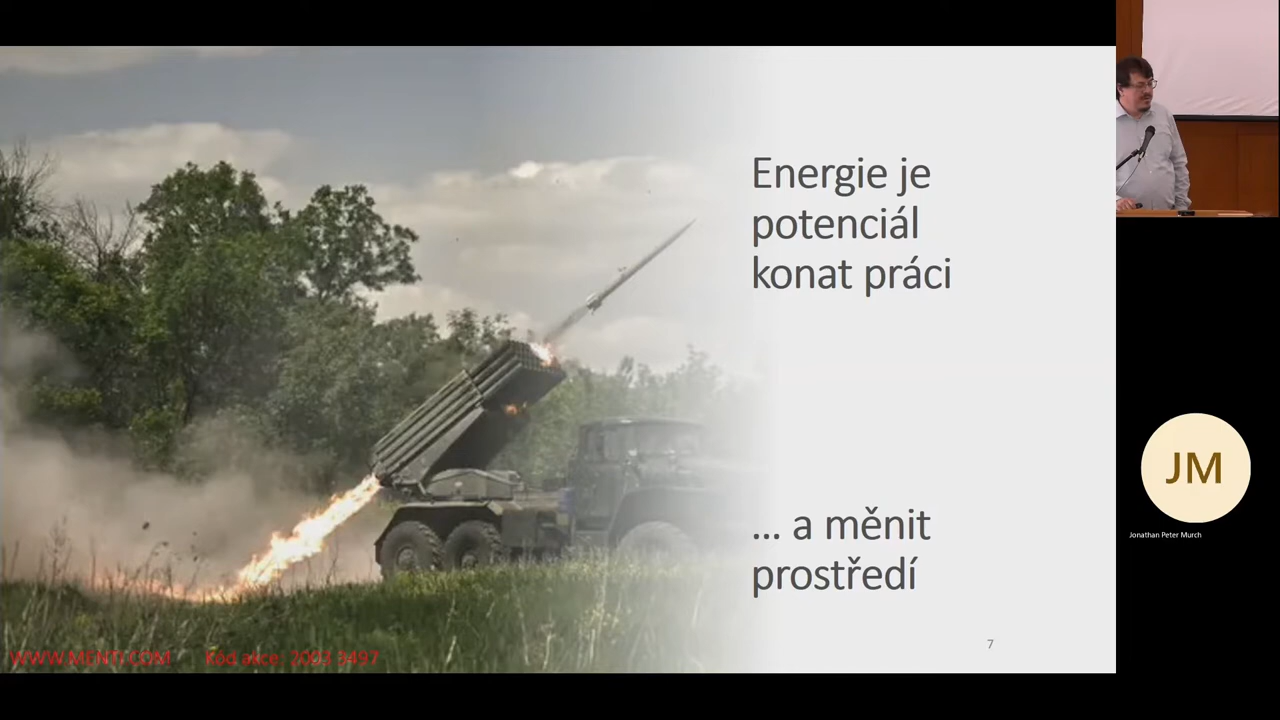 Energie je
potenciál
konat práci
... a měnit
prostředí
7
WWW.MENTI.COM Kód akce: 2003 3497
JM
Jonathan Peter Murch